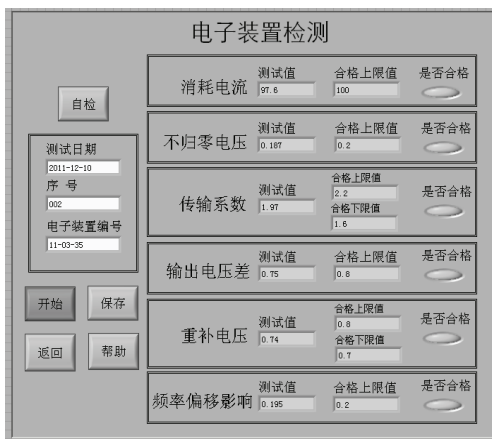 电子装置检测
自检
测试日期
2011-12-10
序 号
002
电子装置编号
11-03-35
开始 保存
返回 帮助
消耗电流 测试值 97.6 合格上限值 100 是否合格
不归零电压 测试值 0.187 合格上限值 0.2 是否合格
传输系数 测试值 1.97 合格上限值 2.2 合格下限值 1.6 是否合格
输出电压差 测试值 0.75 合格上限值 0.8 是否合格
重补电压 测试值 0.74 合格上限值 0.8 合格下限值 0.7 是否合格
频率偏移影响 测试值 0.195 合格上限值 0.2 是否合格